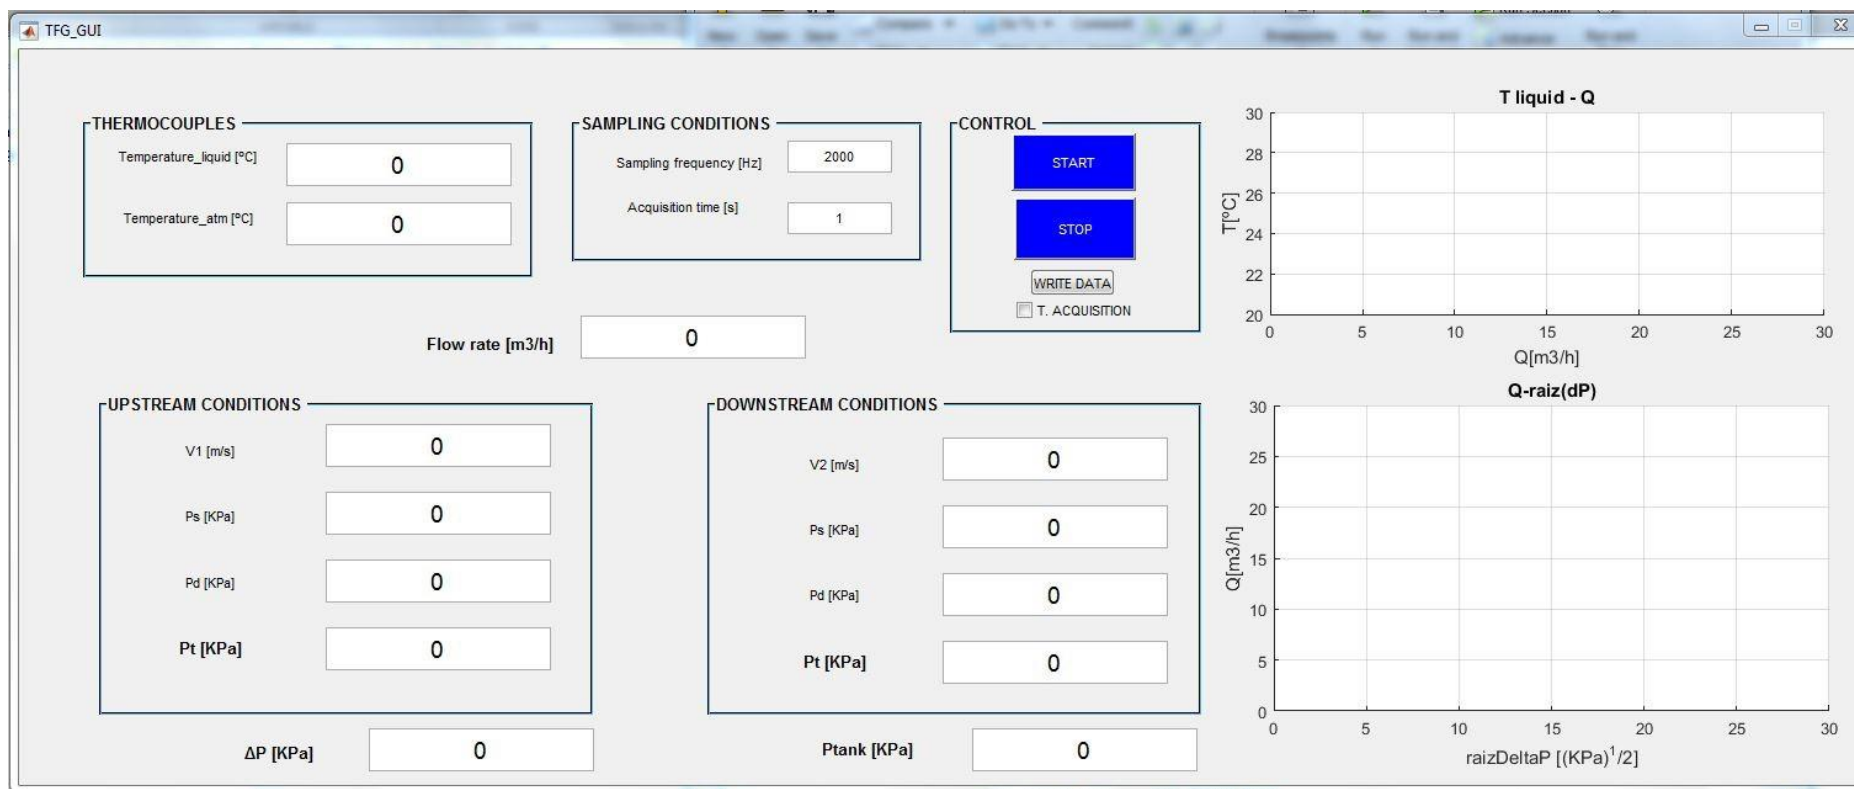 TFG_GUI
THERMOCOUPLES
Temperature_liquid [ºC]
0
Temperature_atm [ºC]
0
SAMPLING CONDITIONS
Sampling frequency [Hz]
2000
Acquisition time [s]
1
CONTROL
START
STOP
WRITE DATA
T. ACQUISITION
Flow rate [m3/h]
0
UPSTREAM CONDITIONS
V1 [m/s]
0
Ps [KPa]
0
Pd [KPa]
0
Pt [KPa]
0
ΔP [KPa]
0
DOWNSTREAM CONDITIONS
V2 [m/s]
0
Ps [KPa]
0
Pd [KPa]
0
Pt [KPa]
0
Ptank [KPa]
0
T liquid - Q
T[ºC]
30
28
26
24
22
20
0 5 10 15 20 25 30
Q[m3/h]
Q-raiz(dP)
Q[m3/h]
30
25
20
15
10
5
0
0 5 10 15 20 25 30
raizDeltaP [(KPa)^1/2]